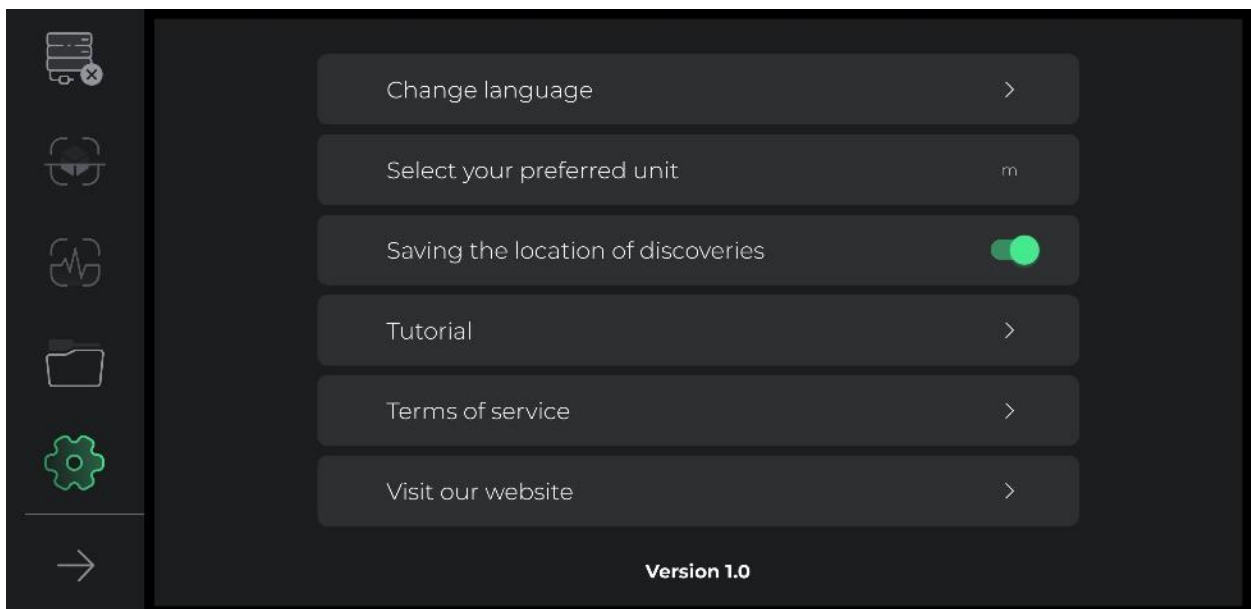 Change language
Select your preferred unit
m
Saving the location of discoveries
Tutorial
Terms of service
Visit our website
Version 1.0